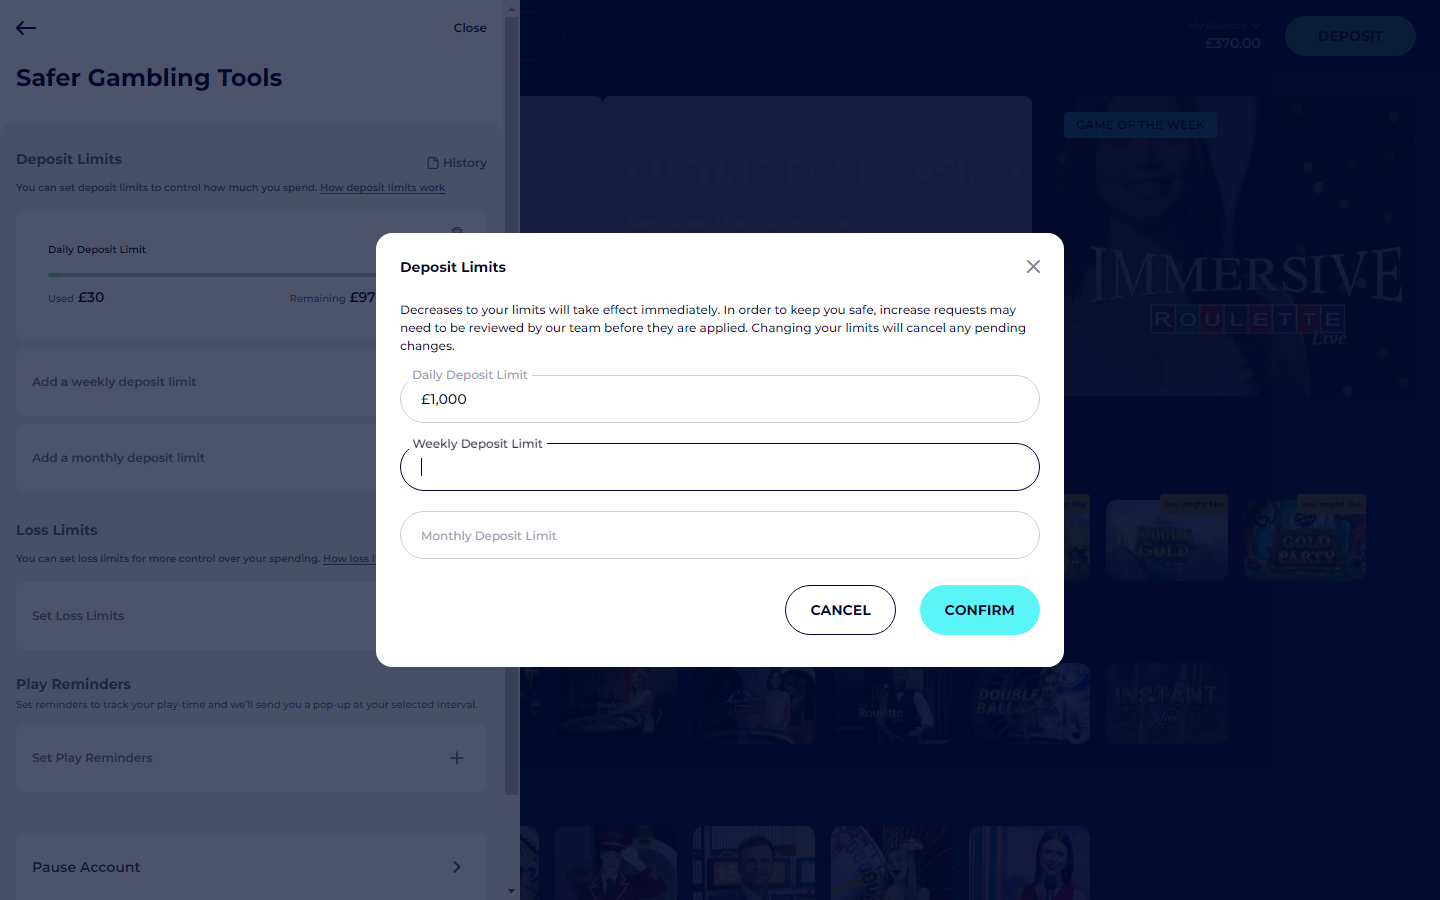 Close
Safer Gambling Tools
Deposit Limits
History
You can set deposit limits to control how much you spend. How deposit limits work
Daily Deposit Limit
Used £30
Remaining £97
Add a weekly deposit limit
Add a monthly deposit limit
Loss Limits
You can set loss limits for more control over your spending. How loss l
Set Loss Limits
Play Reminders
Set reminders to track your play-time and we'll send you a pop-up at your selected interval.
Set Play Reminders
Pause Account
My Balance
£370.00
DEPOSIT
CUTTING EDGE CASINO
GAME OF THE WEEK
IMMERSIVE
ROULETTE
Live
Deposit Limits
Decreases to your limits will take effect immediately. In order to keep you safe, increase requests may
need to be reviewed by our team before they are applied. Changing your limits will cancel any pending
changes.
Daily Deposit Limit
£1,000
Weekly Deposit Limit
Monthly Deposit Limit
CANCEL
CONFIRM
You might like
PIRATE
GOLD
You might like
GOLD
PARTY
Roulette
DOUBLE
BALL
INSTANT